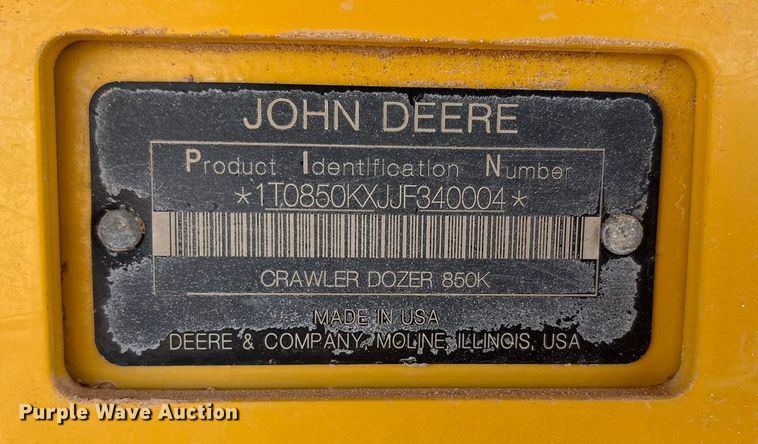 JOHN DEERE
Product Identification Number
*1T0850KXJJF340004*
CRAWLER DOZER 850K
MADE IN USA
DEERE & COMPANY, MOLINE, ILLINOIS, USA
Purple Wave Auction